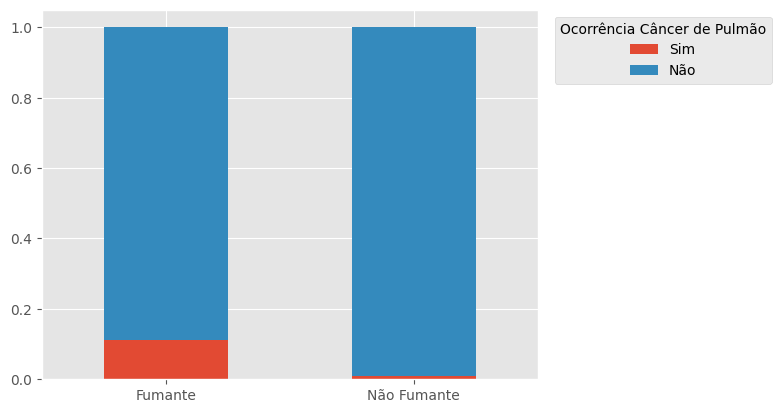 1.0
0.8
0.6
0.4
0.2
0.0
Fumante
Não Fumante
Ocorrência Câncer de Pulmão
Sim
Não